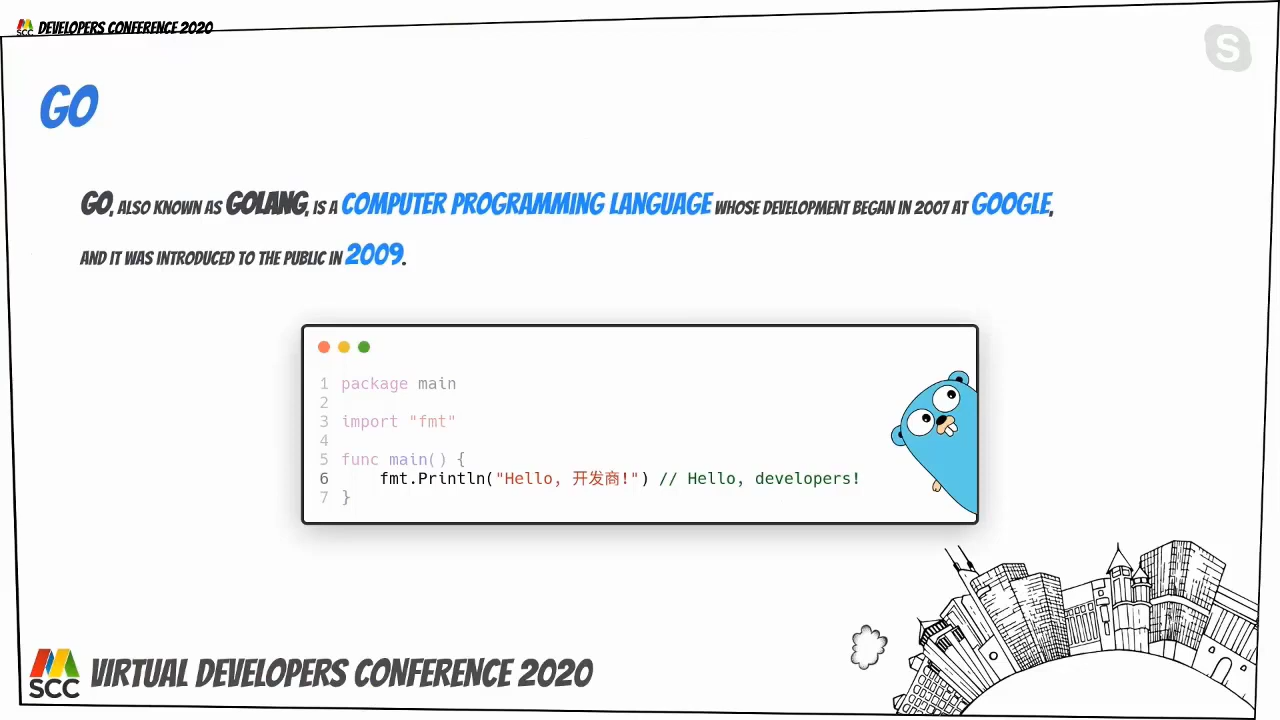 SCC DEVELOPERS CONFERENCE 2020
S
GO
GO, ALSO KNOWN AS GOLANG, IS A COMPUTER PROGRAMMING LANGUAGE WHOSE DEVELOPMENT BEGAN IN 2007 AT GOOGLE,
AND IT WAS INTRODUCED TO THE PUBLIC IN 2009.
1 package main
2
3 import "fmt"
4
5 func main() {
6     fmt.Println("Hello, 开发商!") // Hello, developers!
7 }
SCC VIRTUAL DEVELOPERS CONFERENCE 2020